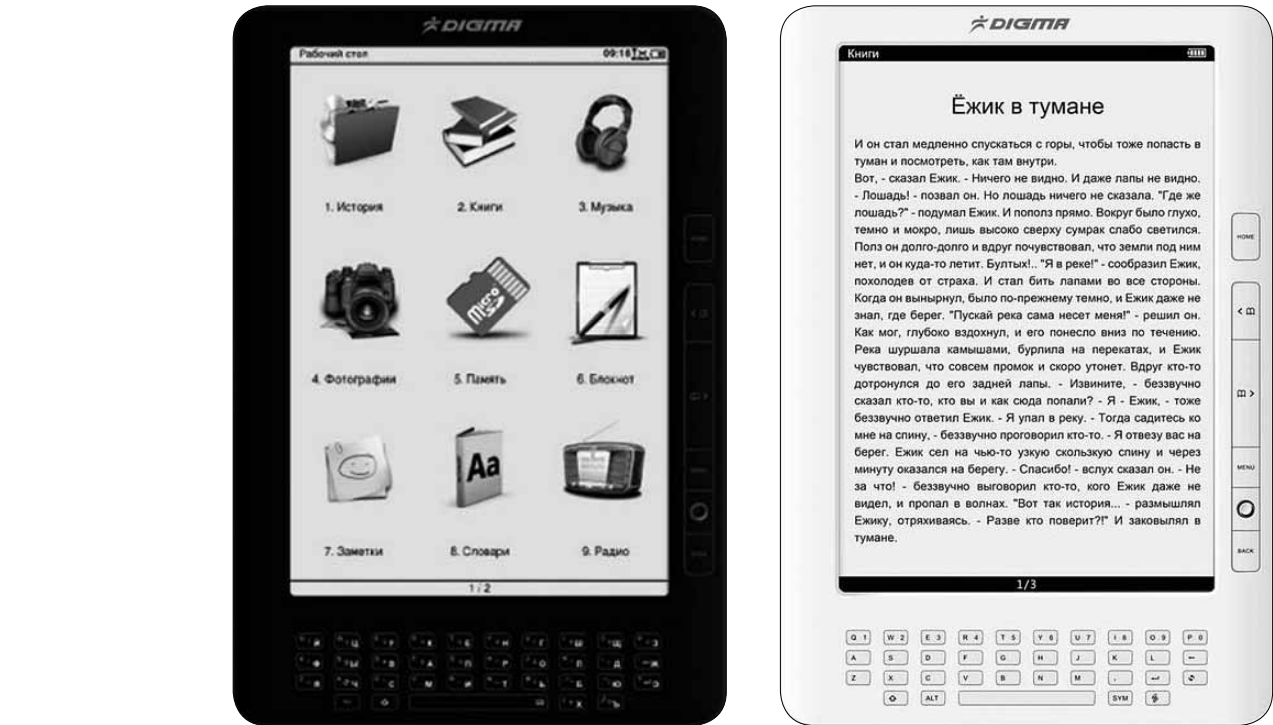 DIGMA
Рабочий стол 09:16
1. История
2. Книги
3. Музыка
Micro
4. Фотографии
5. Память
6. Блокнот
Aa
7. Заметки
8. Словари
9. Радио
1 / 2
DIGMA
Книги
Ёжик в тумане
И он стал медленно спускаться с горы, чтобы тоже попасть в
туман и посмотреть, как там внутри.
Вот, - сказал Ежик. - Ничего не видно. И даже лапы не видно.
- Лошадь! - позвал он. Но лошадь ничего не сказала. "Где же
лошадь?" - подумал Ежик. И пополз прямо. Вокруг было глухо,
темно и мокро, лишь высоко сверху сумрак слабо светился.
Полз он долго-долго и вдруг почувствовал, что земли под ним
нет, и он куда-то летит. Бултых!.. "Я в реке!" - сообразил Ежик,
похолодев от страха. И стал бить лапами во все стороны.
Когда он вынырнул, было по-прежнему темно, и Ежик даже не
знал, где берег. "Пускай река сама несет меня!" - решил он.
Как мог, глубоко вздохнул, и его понесло вниз по течению.
Река шуршала камышами, бурлила на перекатах, и Ежик
чувствовал, что совсем промок и скоро утонет. Вдруг кто-то
дотронулся до его задней лапы. - Извините, - беззвучно
сказал кто-то, кто вы и как сюда попали? - Я - Ежик, - тоже
беззвучно ответил Ежик. - Я упал в реку. - Тогда садитесь ко
мне на спину, - беззвучно проговорил кто-то. - Я отвезу вас на
берег. Ежик сел на чью-то узкую скользкую спину и через
минуту оказался на берегу. - Спасибо! - вслух сказал он. - Не
за что! - беззвучно выговорил кто-то, кого Ежик даже не
видел, и пропал в волнах. "Вот так история... - размышлял
Ежику, отряхиваясь. - Разве кто поверит?!" И заковылял в
тумане.
1/3
HOME
MENU
BACK
Q 1 W 2 E 3 R 4 T 5 Y 6 U 7 I 8 O 9 P 0
A S D F G H J K L
Z X C V B N M .
ALT SYM